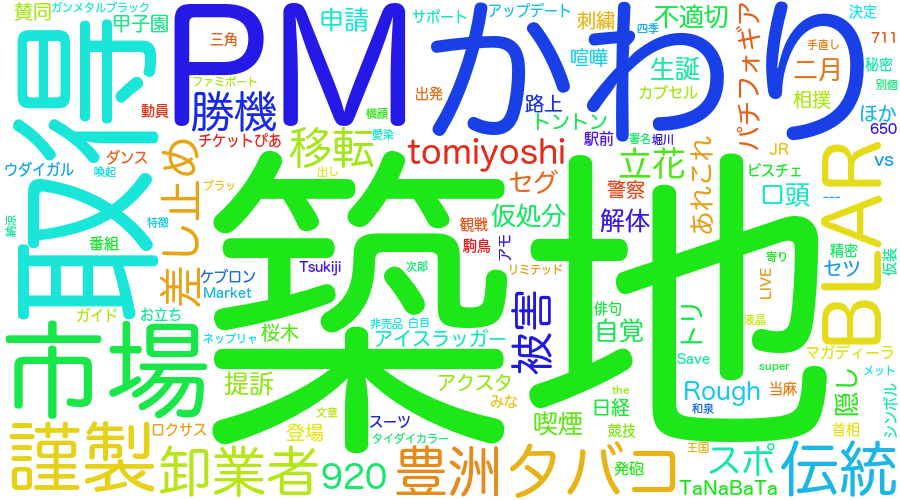 賛同
ガンメタルブラック
甲子園
三角
ファミポート
動員
勝機
チケットぴあ
愛染
横顔
取得
PM
かわり
申請
サポート
アップデート
出発
刺繍
喧嘩
四季
不適切
生誕
カプセル
路上
トントン
駅前
署名
堀川
パチフォギア
手直し
二月
相撲
決定
711
秘密
別個
ほか
650
JR
vs
ウダイガル
ダンス
喚起
差し止め
ブラッ
出し
移転
tomiyoshi
セグ
立花
警察
あれこれ
ビスチェ
口頭
BLAR
---
納涼
特徴
番組
ケブロン
Market
ガイド
お立ち
ネップリャ
桜木
Tsukiji
次郎
観戦
駒鳥
アモ
リミテッド
仮処分
解体
俳句
自覚
トリ
LIVE
寄り
液晶
精密
セツ
仮装
築地
市場
非売品
白目
アイスラッガー
被害
Save
super
マガディーラ
メット
提訴
アクスタ
みな
the
Rough
当麻
隠し
シンボル
謹製
ロクサス
登場
文章
スーツ
タイダイカラー
喫煙
日経
競技
和泉
首相
卸業者
920
豊洲
タバコ
発砲
王国
スポ
TaNaBaTa
伝統